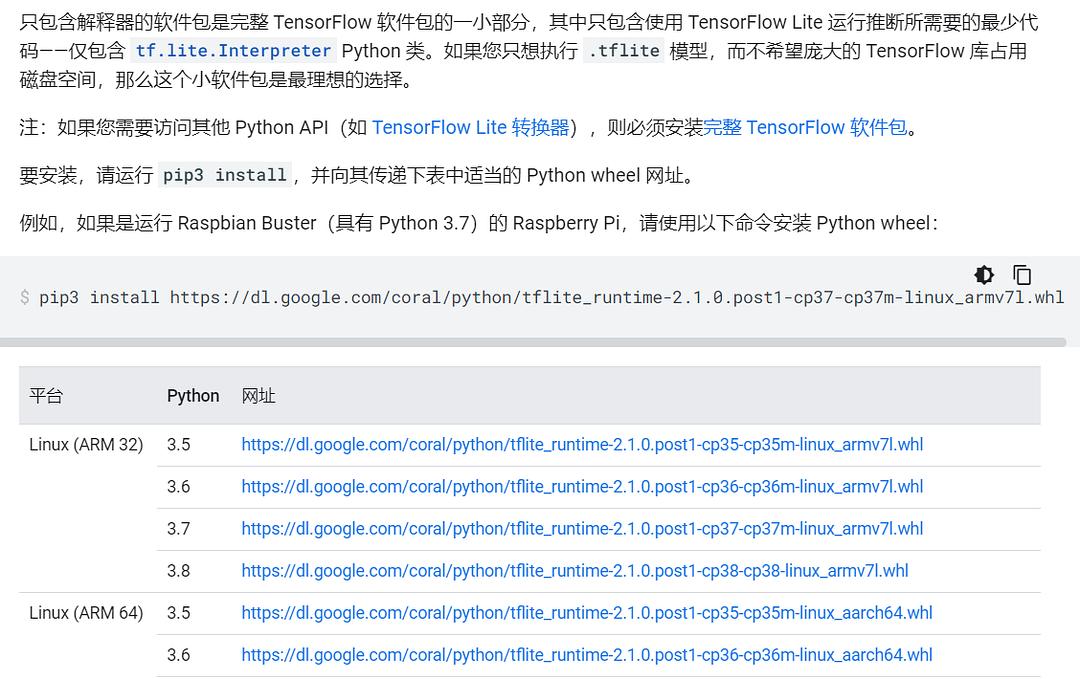 只包含解释器的软件包是完整 TensorFlow 软件包的一小部分，其中只包含使用 TensorFlow Lite 运行推断所需要的最少代
码——仅包含 tf.lite.Interpreter Python 类。如果您只想执行 .tflite 模型，而不希望庞大的 TensorFlow 库占用
磁盘空间，那么这个小软件包是最理想的选择。
注：如果您需要访问其他 Python API（如 TensorFlow Lite 转换器），则必须安装完整 TensorFlow 软件包。
要安装，请运行 pip3 install，并向其传递下表中适当的 Python wheel 网址。
例如，如果是运行 Raspbian Buster（具有 Python 3.7）的 Raspberry Pi，请使用以下命令安装 Python wheel：
$ pip3 install https://dl.google.com/coral/python/tflite_runtime-2.1.0.post1-cp37-cp37m-linux_armv7l.whl
平台 Python 网址
Linux (ARM 32) 3.5 https://dl.google.com/coral/python/tflite_runtime-2.1.0.post1-cp35-cp35m-linux_armv7l.whl
3.6 https://dl.google.com/coral/python/tflite_runtime-2.1.0.post1-cp36-cp36m-linux_armv7l.whl
3.7 https://dl.google.com/coral/python/tflite_runtime-2.1.0.post1-cp37-cp37m-linux_armv7l.whl
3.8 https://dl.google.com/coral/python/tflite_runtime-2.1.0.post1-cp38-cp38-linux_armv7l.whl
Linux (ARM 64) 3.5 https://dl.google.com/coral/python/tflite_runtime-2.1.0.post1-cp35-cp35m-linux_aarch64.whl
3.6 https://dl.google.com/coral/python/tflite_runtime-2.1.0.post1-cp36-cp36m-linux_aarch64.whl